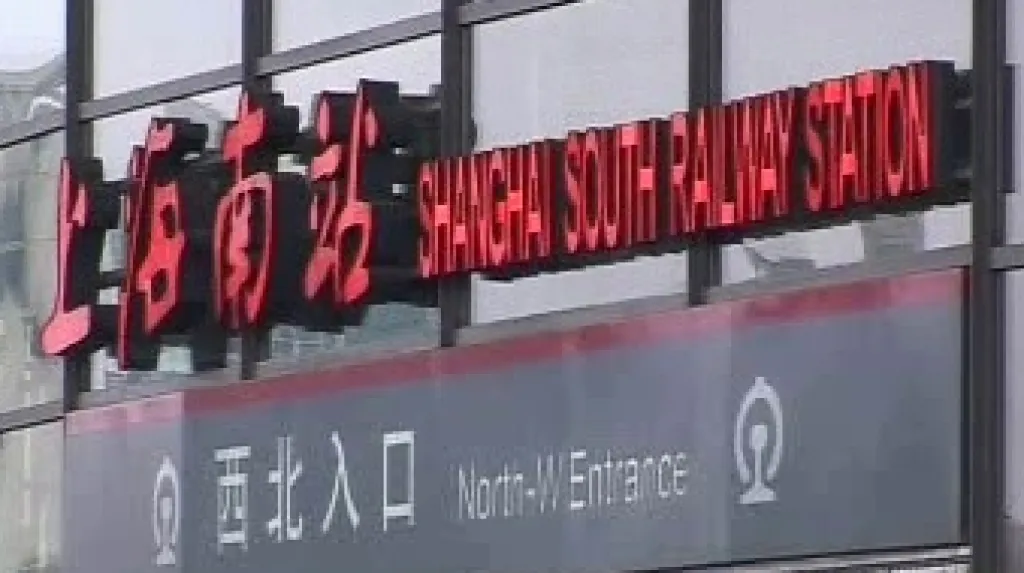 上海南站 SHANGHAI SOUTH RAILWAY STATION
西北入口 North-W Entrance